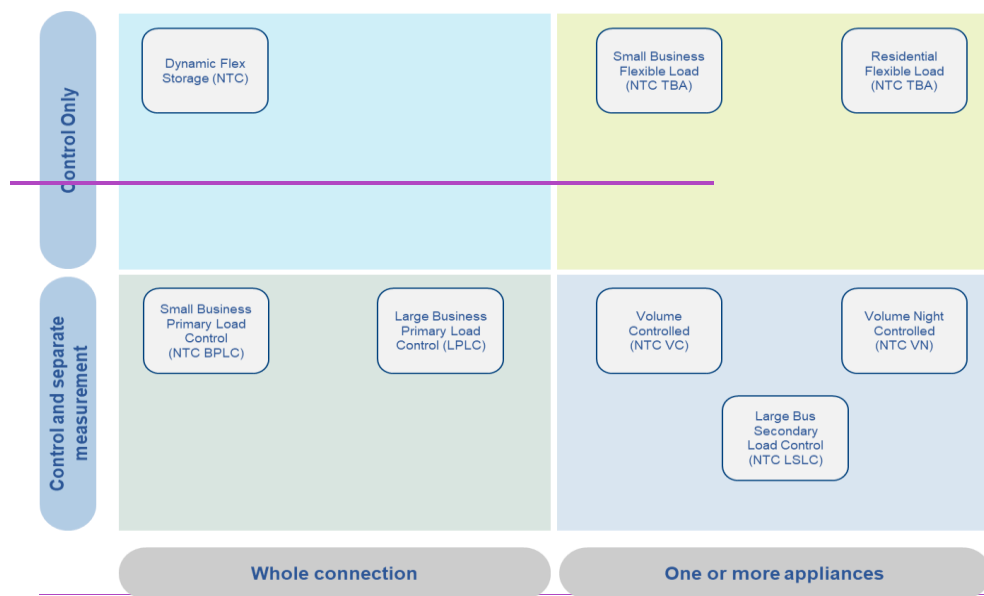 Control Only
Dynamic Flex
Storage (NTC)
Small Business
Flexible Load
(NTC TBA)
Residential
Flexible Load
(NTC TBA)
Control and separate
measurement
Small Business
Primary Load
Control
(NTC BPLC)
Large Business
Primary Load
Control (LPLC)
Volume
Controlled
(NTC VC)
Volume Night
Controlled
(NTC VN)
Large Bus
Secondary
Load Control
(NTC LSLC)
Whole connection
One or more appliances